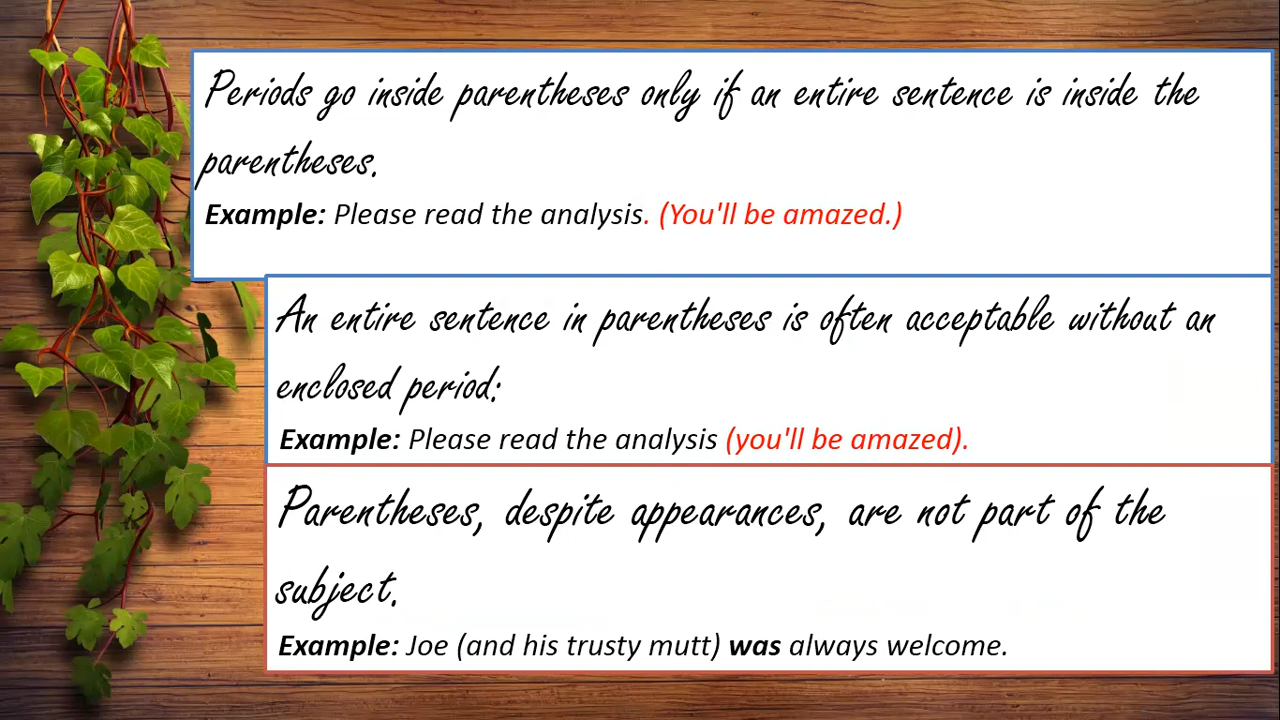 Periods go inside parentheses only if an entire sentence is inside the
parentheses.
Example: Please read the analysis. (You'll be amazed.)
An entire sentence in parentheses is often acceptable without an
enclosed period:
Example: Please read the analysis (you'll be amazed).
Parentheses, despite appearances, are not part of the
subject.
Example: Joe (and his trusty mutt) was always welcome.